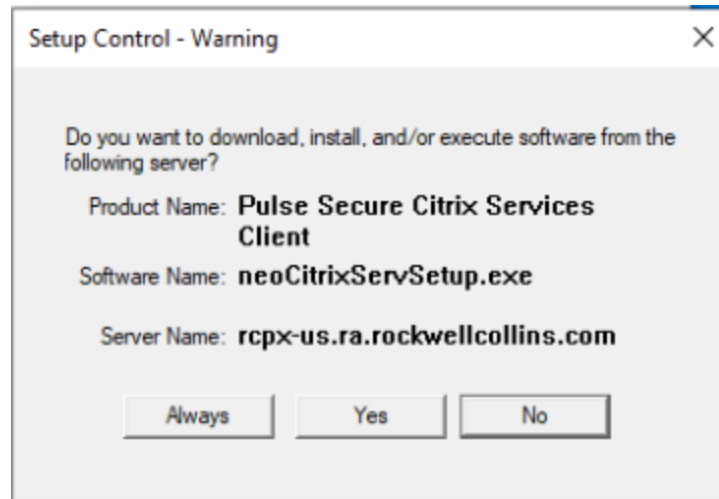 Setup Control - Warning
Do you want to download, install, and/or execute software from the
following server?
Product Name: Pulse Secure Citrix Services
Client
Software Name: neoCitrixServSetup.exe
Server Name: rcpx-us.ra.rockwellcollins.com
Always Yes No